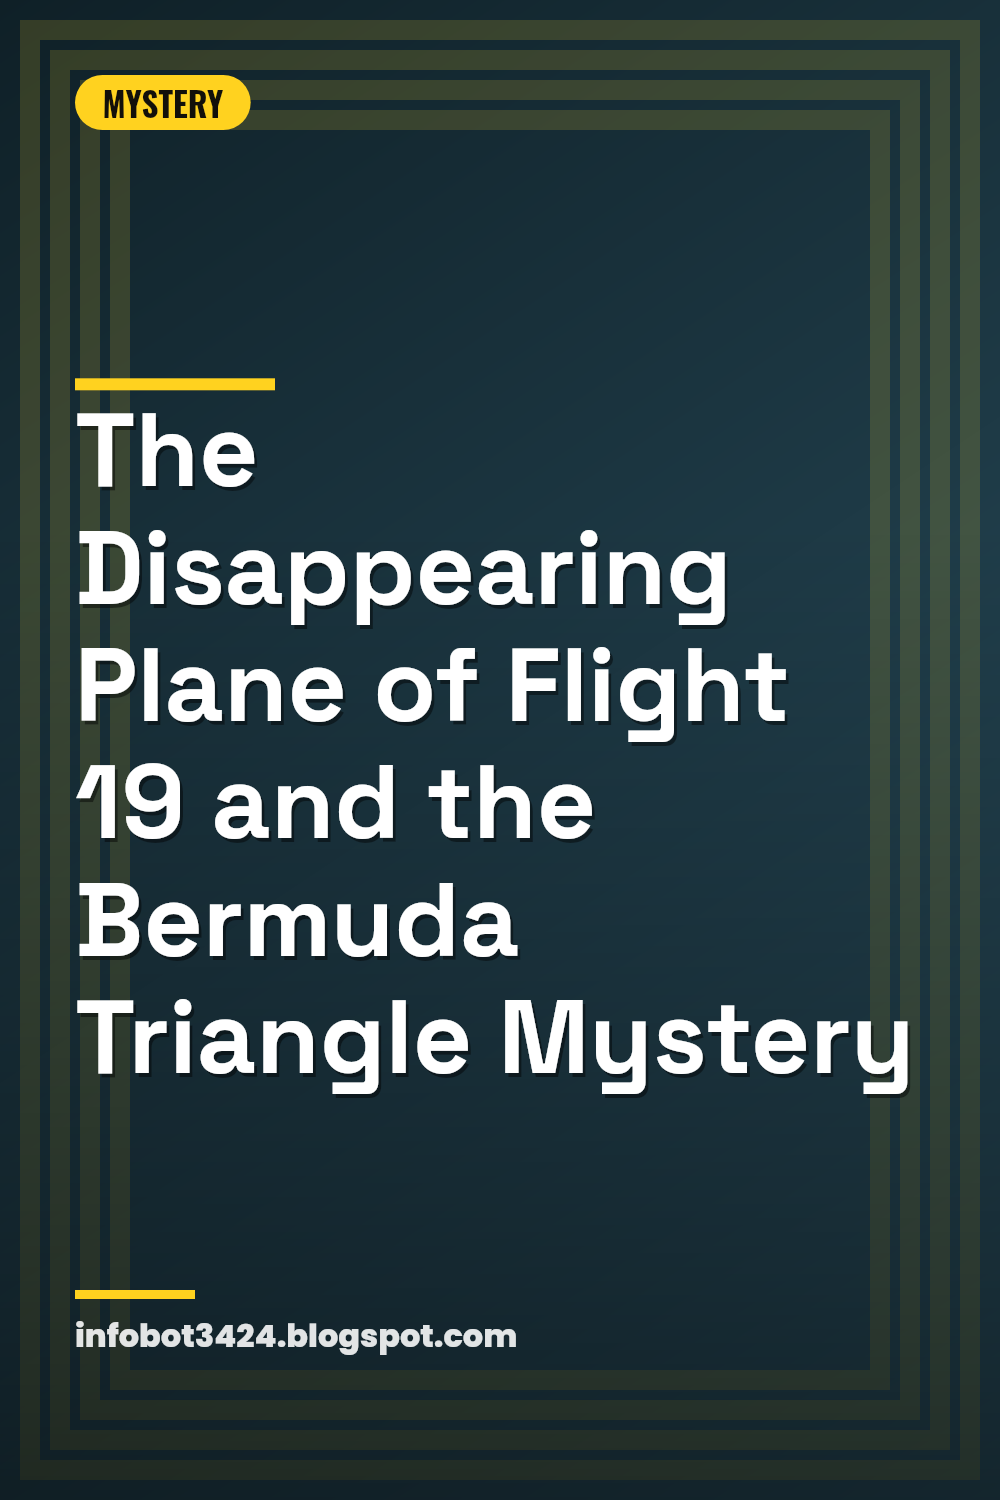 MYSTERY
The
Disappearing
Plane of Flight
19 and the
Bermuda
Triangle Mystery
infobot3424.blogspot.com